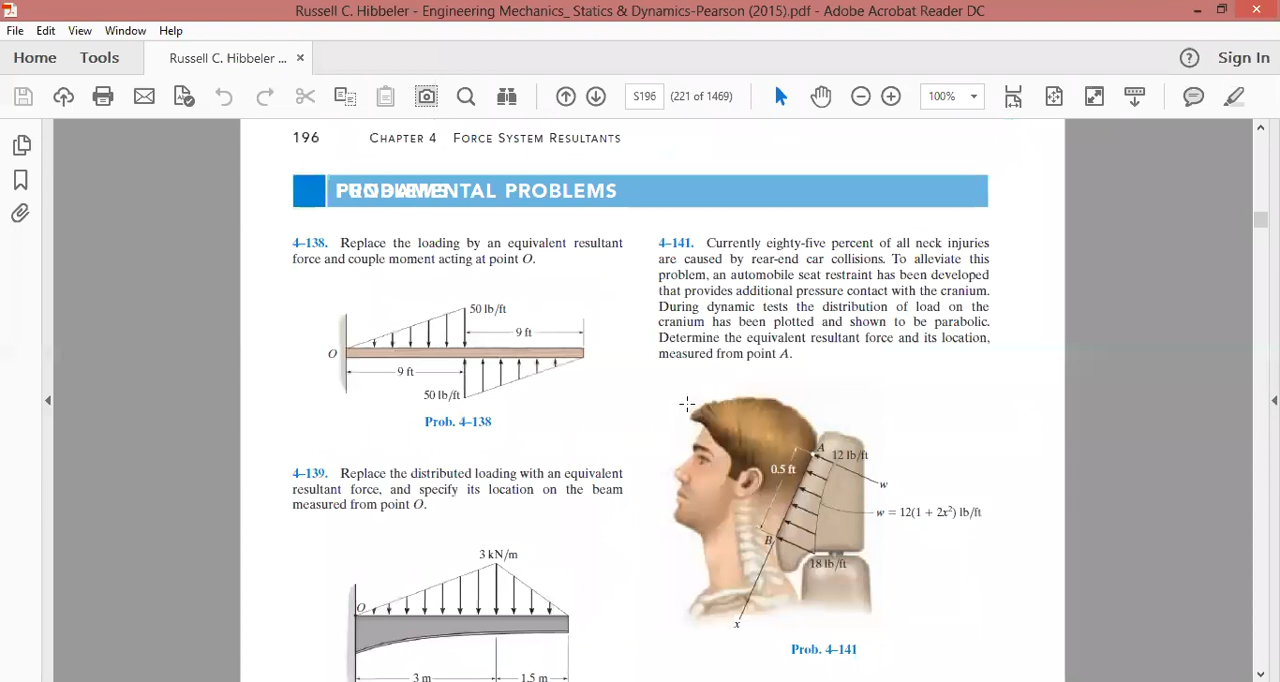 Russell C. Hibbeler - Engineering Mechanics_ Statics & Dynamics-Pearson (2015).pdf - Adobe Acrobat Reader DC
File Edit View Window Help
Home Tools Russell C. Hibbeler ... × Sign In
S196 (221 of 1469) 100%
196 CHAPTER 4 FORCE SYSTEM RESULTANTS
FUNDAMENTAL PROBLEMS
4–138. Replace the loading by an equivalent resultant
force and couple moment acting at point O.
50 lb/ft
9 ft
O
9 ft
50 lb/ft
Prob. 4–138
4–139. Replace the distributed loading with an equivalent
resultant force, and specify its location on the beam
measured from point O.
3 kN/m
O
3 m
1.5 m
4–141. Currently eighty-five percent of all neck injuries
are caused by rear-end car collisions. To alleviate this
problem, an automobile seat restraint has been developed
that provides additional pressure contact with the cranium.
During dynamic tests the distribution of load on the
cranium has been plotted and shown to be parabolic.
Determine the equivalent resultant force and its location,
measured from point A.
A
12 lb/ft
0.5 ft
w
w = 12(1 + 2x²) lb/ft
B
18 lb/ft
x
Prob. 4–141